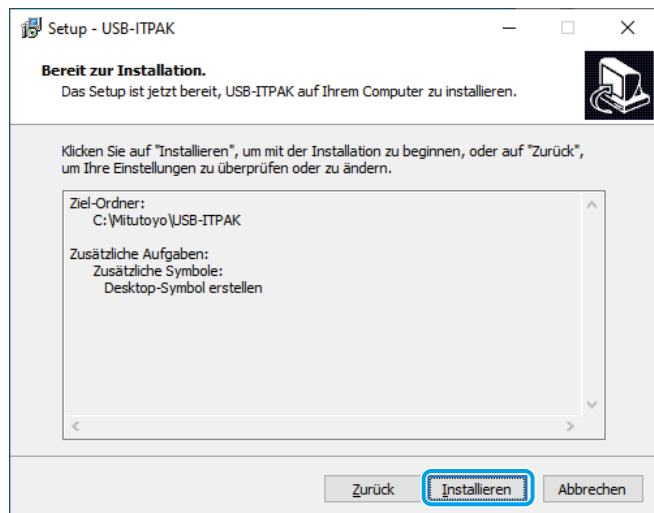 Setup - USB-ITPAK
Bereit zur Installation.
Das Setup ist jetzt bereit, USB-ITPAK auf Ihrem Computer zu installieren.
Klicken Sie auf "Installieren", um mit der Installation zu beginnen, oder auf "Zurück",
um Ihre Einstellungen zu überprüfen oder zu ändern.
Ziel-Ordner:
C:\Mitutoyo\USB-ITPAK
Zusätzliche Aufgaben:
Zusätzliche Symbole:
Desktop-Symbol erstellen
Zurück Installieren Abbrechen